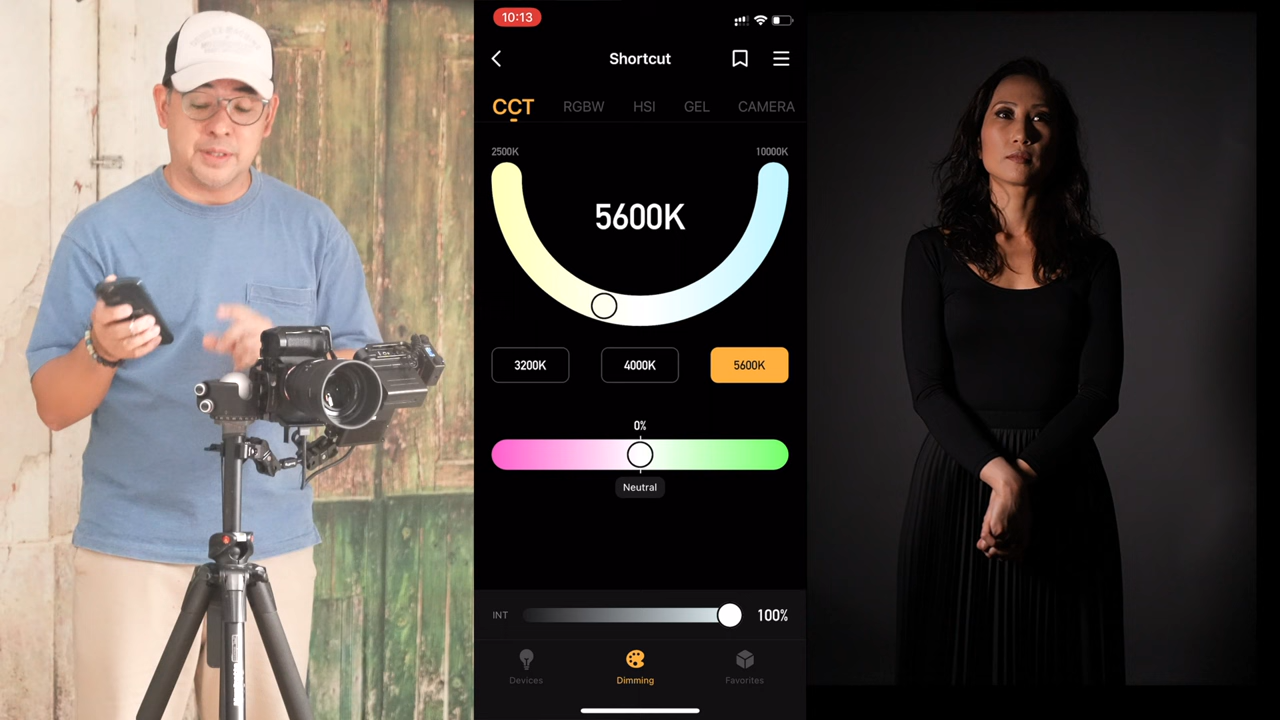 10:13
Shortcut
CCT RGBW HSI GEL CAMERA
2500K 10000K
5600K
3200K 4000K 5600K
0%
Neutral
INT 100%
Devices Dimming Favorites